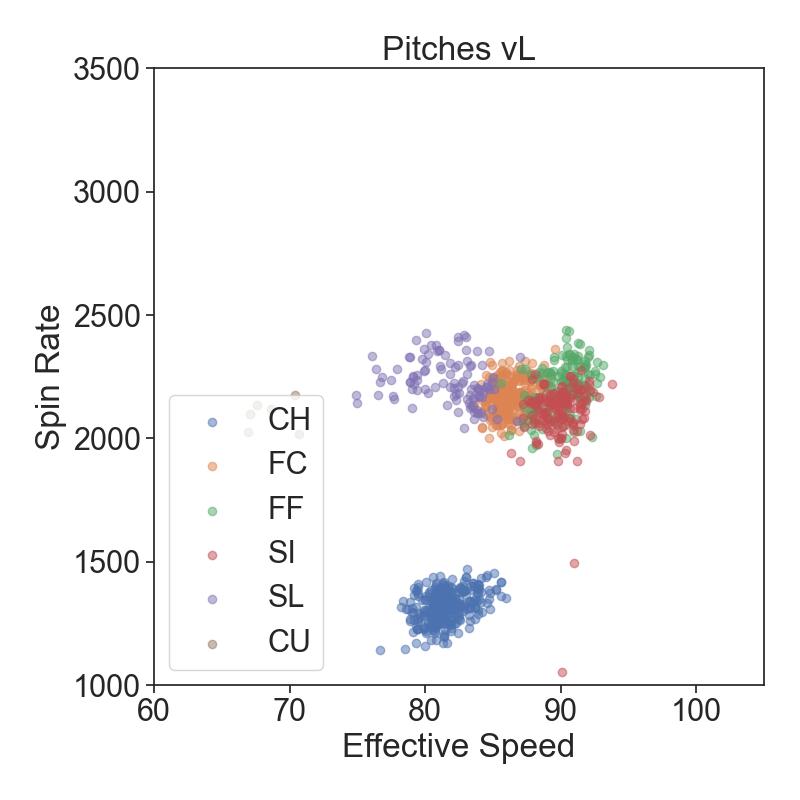 Pitches vL
3500
3000
2500
2000
1500
1000
Spin Rate
CH
FC
FF
SI
SL
CU
60 70 80 90 100
Effective Speed